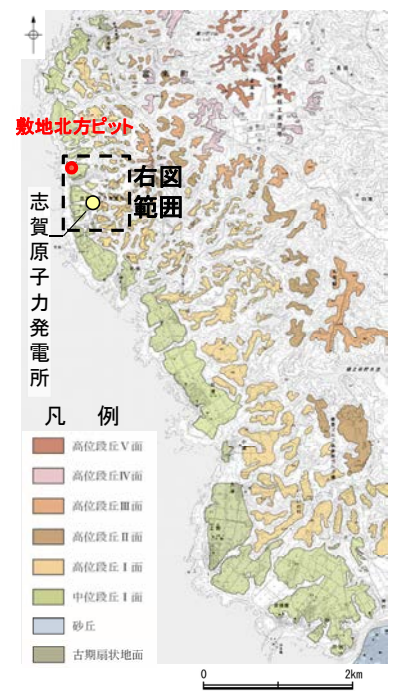 敷地北方ピット
右図
範囲
志賀原子力発電所
凡 例
高位段丘Ⅴ面
高位段丘Ⅳ面
高位段丘Ⅲ面
高位段丘Ⅱ面
高位段丘Ⅰ面
中位段丘Ⅰ面
砂丘
古期扇状地面
0 2km